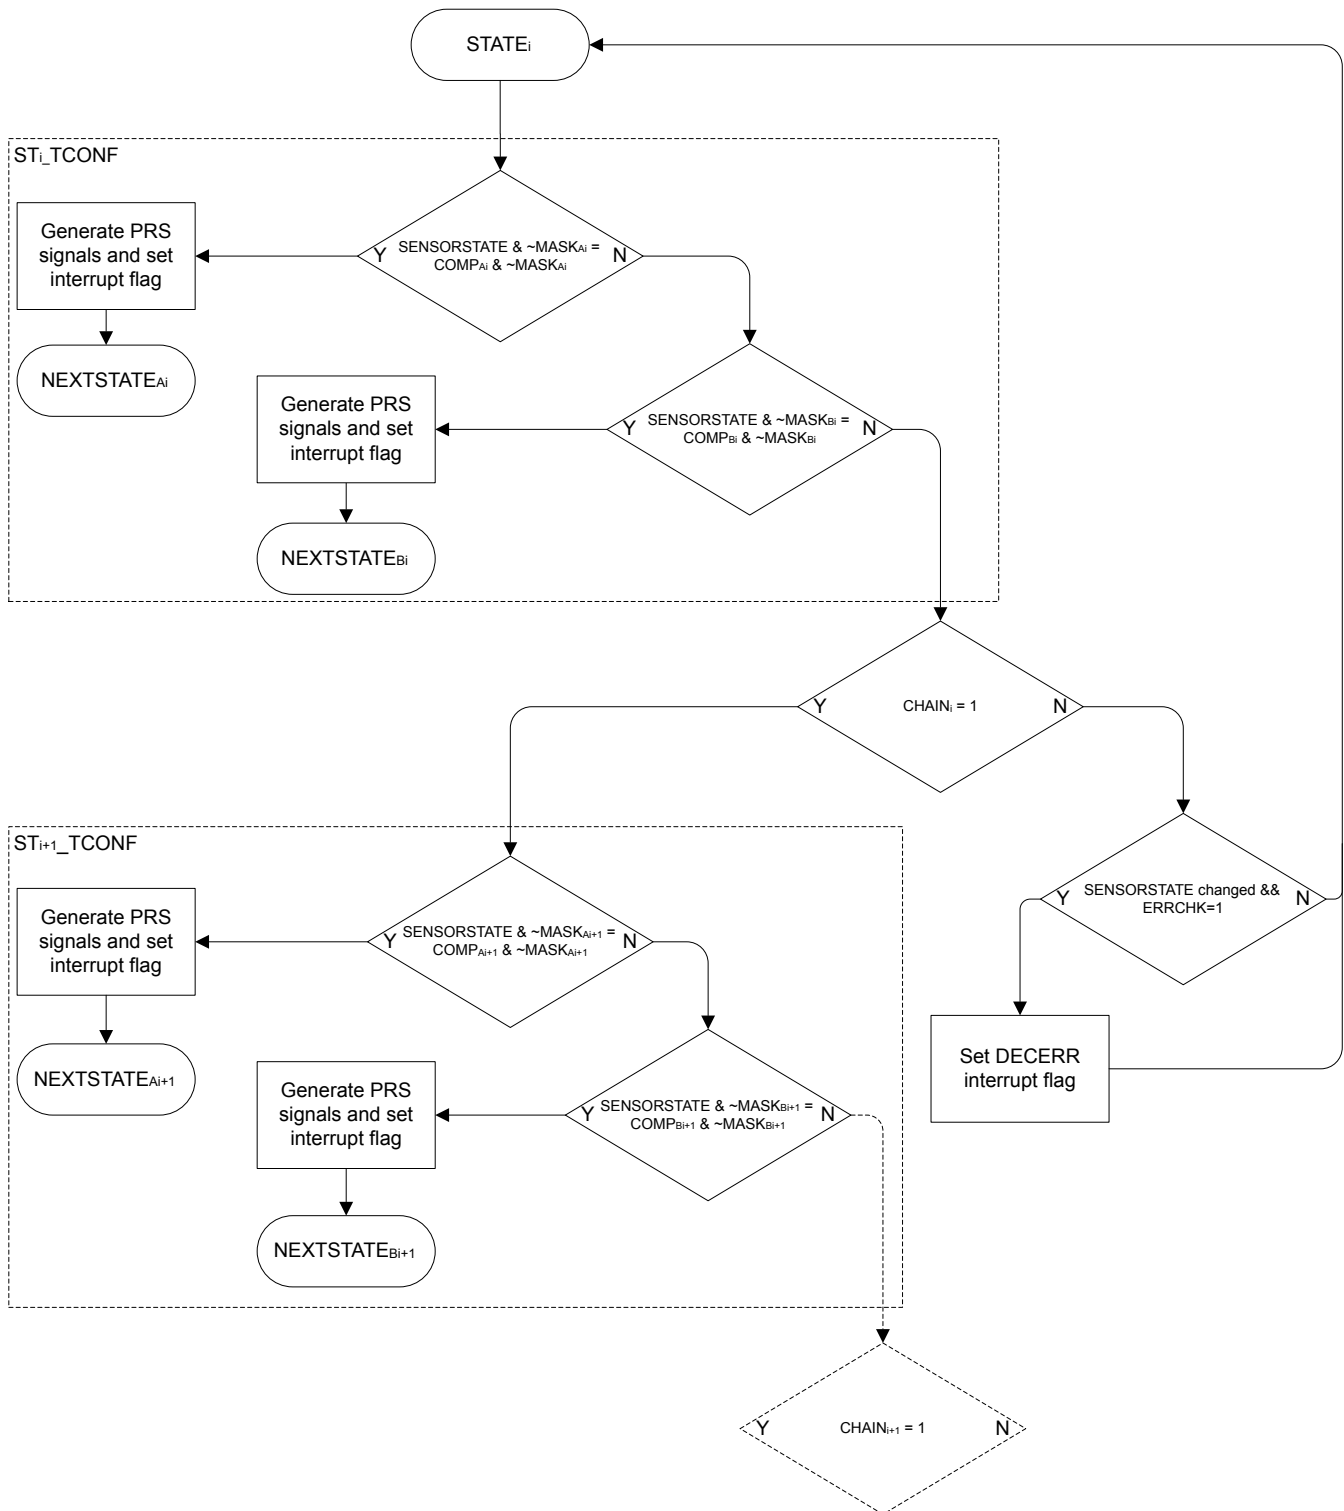 STATEi
STi_TCONF
Generate PRS
signals and set
interrupt flag
Y
SENSORSTATE & ~MASKAi =
COMPAi & ~MASKAi
N
NEXTSTATEAi
Generate PRS
signals and set
interrupt flag
Y
SENSORSTATE & ~MASKBi =
COMPBi & ~MASKBi
N
NEXTSTATEBi
Y
CHAINi = 1
N
STi+1_TCONF
Generate PRS
signals and set
interrupt flag
Y
SENSORSTATE & ~MASKAi+1 =
COMPAi+1 & ~MASKAi+1
N
Y
SENSORSTATE changed &&
ERRCHK=1
N
NEXTSTATEAi+1
Generate PRS
signals and set
interrupt flag
Y
SENSORSTATE & ~MASKBi+1 =
COMPBi+1 & ~MASKBi+1
N
Set DECERR
interrupt flag
NEXTSTATEBi+1
Y
CHAINi+1 = 1
N